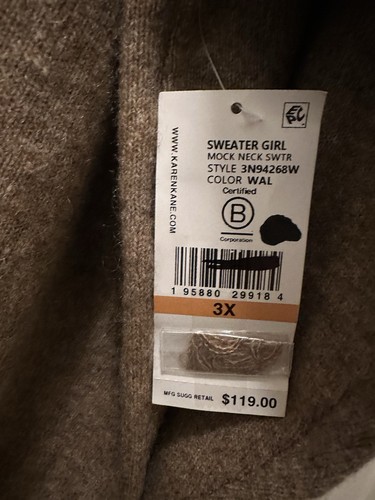 WWW.KARENKANE.COM
SWEATER GIRL
MOCK NECK SWTR
STYLE 3N94268W
COLOR WAL
Certified
B
Corporation
1 95880 29918 4
3X
MFG SUGG RETAIL $119.00